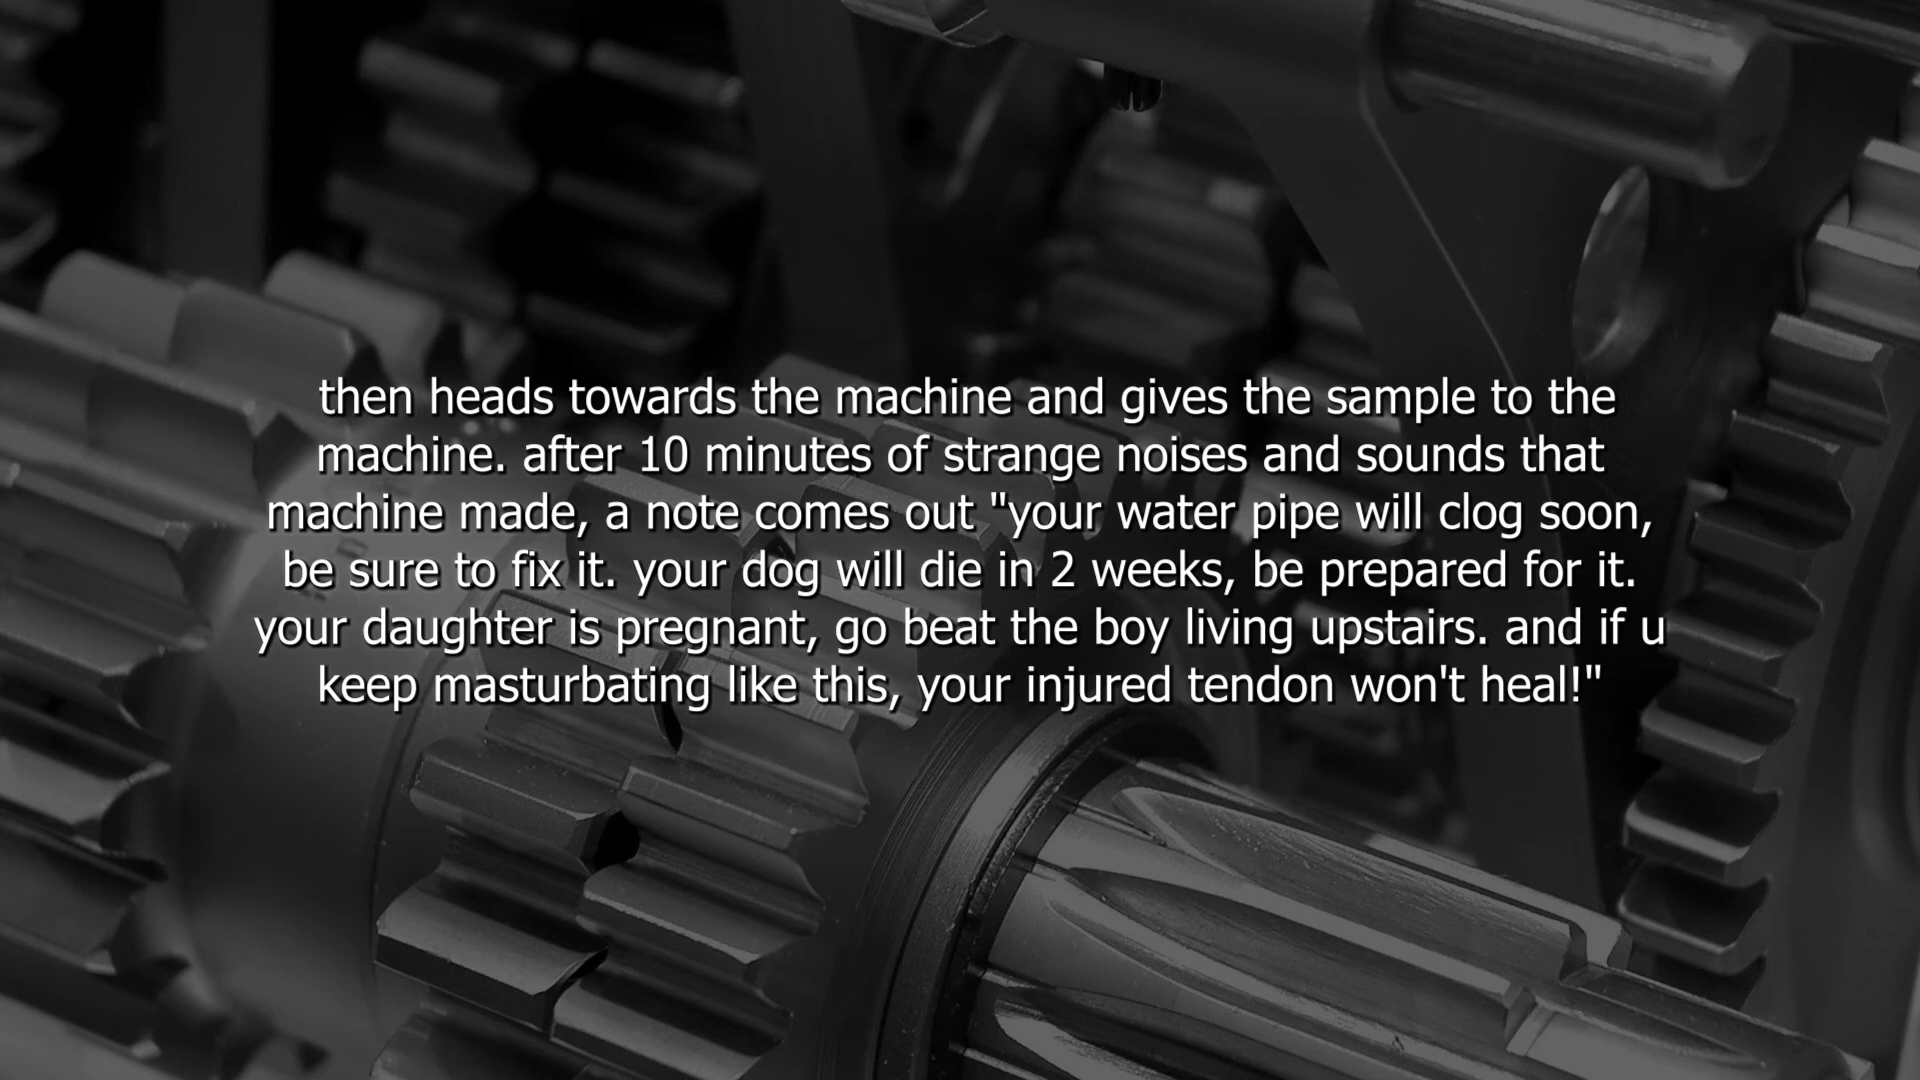 then heads towards the machine and gives the sample to the
machine. after 10 minutes of strange noises and sounds that
machine made, a note comes out "your water pipe will clog soon,
be sure to fix it. your dog will die in 2 weeks, be prepared for it.
your daughter is pregnant, go beat the boy living upstairs. and if u
keep masturbating like this, your injured tendon won't heal!"